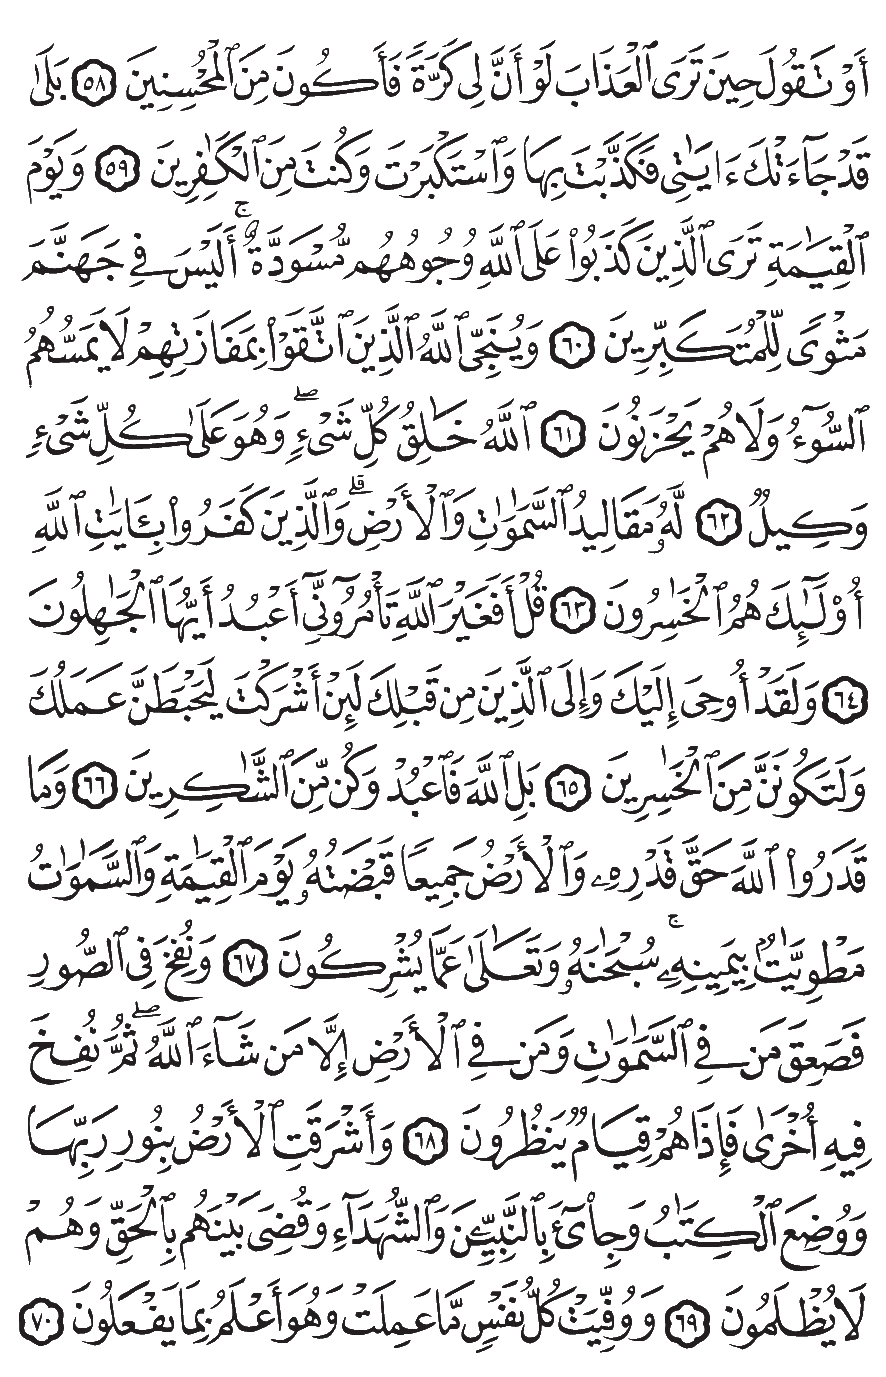 أَوْ تَقُولَ حِينَ تَرَى ٱلْعَذَابَ لَوْ أَنَّ لِى كَرَّةً فَأَكُونَ مِنَ ٱلْمُحْسِنِينَ ٥٨ بَلَىٰ
قَدْ جَآءَتْكَ ءَايَٰتِى فَكَذَّبْتَ بِهَا وَٱسْتَكْبَرْتَ وَكُنتَ مِنَ ٱلْكَٰفِرِينَ ٥٩ وَيَوْمَ
ٱلْقِيَٰمَةِ تَرَى ٱلَّذِينَ كَذَبُوا۟ عَلَى ٱللَّهِ وُجُوهُهُم مُّسْوَدَّةٌ ۚ أَلَيْسَ فِى جَهَنَّمَ
مَثْوًى لِّلْمُتَكَبِّرِينَ ٦٠ وَيُنَجِّى ٱللَّهُ ٱلَّذِينَ ٱتَّقَوْا۟ بِمَفَازَتِهِمْ لَا يَمَسُّهُمُ
ٱلسُّوٓءُ وَلَا هُمْ يَحْزَنُونَ ٦١ ٱللَّهُ خَٰلِقُ كُلِّ شَىْءٍ ۖ وَهُوَ عَلَىٰ كُلِّ شَىْءٍ
وَكِيلٌ ٦٢ لَّهُۥ مَقَالِيدُ ٱلسَّمَٰوَٰتِ وَٱلْأَرْضِ ۗ وَٱلَّذِينَ كَفَرُوا۟ بِـَٔايَٰتِ ٱللَّهِ
أُو۟لَٰٓئِكَ هُمُ ٱلْخَٰسِرُونَ ٦٣ قُلْ أَفَغَيْرَ ٱللَّهِ تَأْمُرُوٓنِّىٓ أَعْبُدُ أَيُّهَا ٱلْجَٰهِلُونَ
٦٤ وَلَقَدْ أُوحِىَ إِلَيْكَ وَإِلَى ٱلَّذِينَ مِن قَبْلِكَ لَئِنْ أَشْرَكْتَ لَيَحْبَطَنَّ عَمَلُكَ
وَلَتَكُونَنَّ مِنَ ٱلْخَٰسِرِينَ ٦٥ بَلِ ٱللَّهَ فَٱعْبُدْ وَكُن مِّنَ ٱلشَّٰكِرِينَ ٦٦ وَمَا
قَدَرُوا۟ ٱللَّهَ حَقَّ قَدْرِهِۦ وَٱلْأَرْضُ جَمِيعًا قَبْضَتُهُۥ يَوْمَ ٱلْقِيَٰمَةِ وَٱلسَّمَٰوَٰتُ
مَطْوِيَّٰتٌۢ بِيَمِينِهِۦ ۚ سُبْحَٰنَهُۥ وَتَعَٰلَىٰ عَمَّا يُشْرِكُونَ ٦٧ وَنُفِخَ فِى ٱلصُّورِ
فَصَعِقَ مَن فِى ٱلسَّمَٰوَٰتِ وَمَن فِى ٱلْأَرْضِ إِلَّا مَن شَآءَ ٱللَّهُ ۖ ثُمَّ نُفِخَ
فِيهِ أُخْرَىٰ فَإِذَا هُمْ قِيَامٌ يَنظُرُونَ ٦٨ وَأَشْرَقَتِ ٱلْأَرْضُ بِنُورِ رَبِّهَا
وَوُضِعَ ٱلْكِتَٰبُ وَجِا۟ىٓءَ بِٱلنَّبِيِّـۧنَ وَٱلشُّهَدَآءِ وَقُضِىَ بَيْنَهُم بِٱلْحَقِّ وَهُمْ
لَا يُظْلَمُونَ ٦٩ وَوُفِّيَتْ كُلُّ نَفْسٍ مَّا عَمِلَتْ وَهُوَ أَعْلَمُ بِمَا يَفْعَلُونَ ٧٠